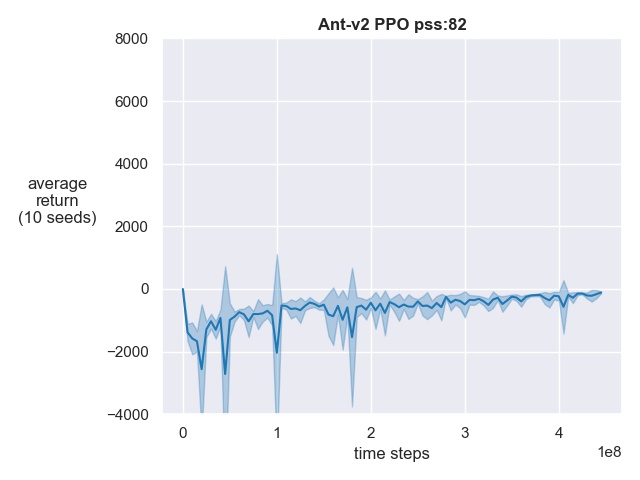 Ant-v2 PPO pss:82
8000
6000
4000
2000
0
−2000
−4000
average
return
(10 seeds)
0 1 2 3 4
1e8
time steps